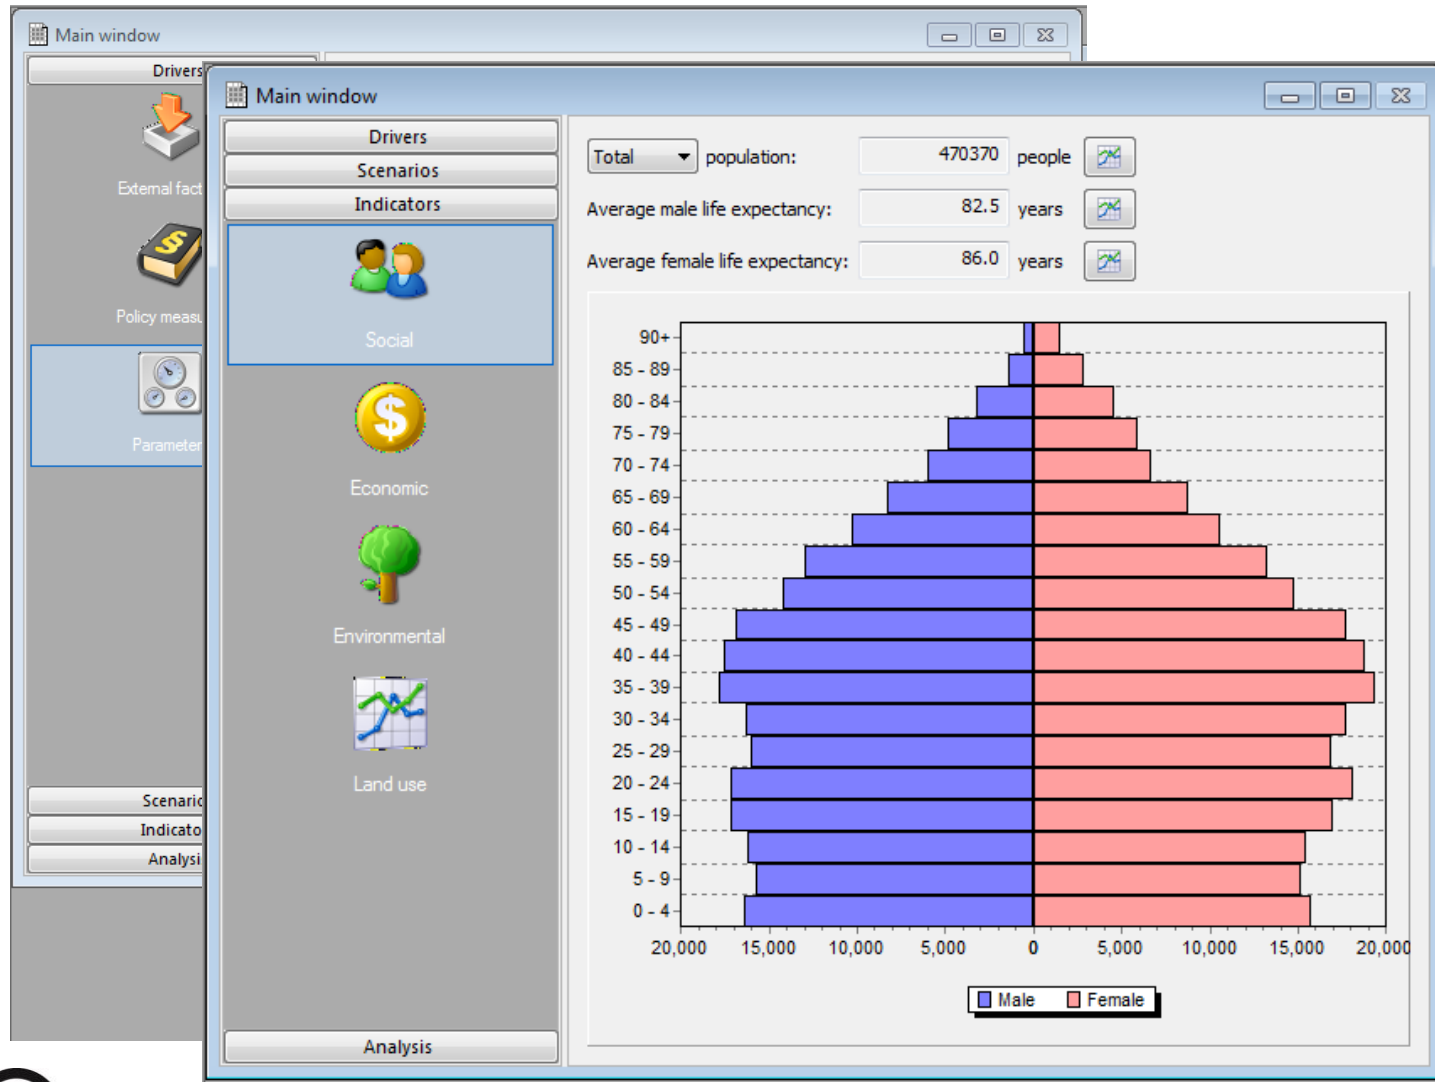 Main window
Drivers
External fact
Policy measu
Parameter
Scenario
Indicato
Analysi
Main window
Drivers
Scenarios
Indicators
Social
Economic
Environmental
Land use
Analysis
Total population: 470370 people
Average male life expectancy: 82.5 years
Average female life expectancy: 86.0 years
90+
85 - 89
80 - 84
75 - 79
70 - 74
65 - 69
60 - 64
55 - 59
50 - 54
45 - 49
40 - 44
35 - 39
30 - 34
25 - 29
20 - 24
15 - 19
10 - 14
5 - 9
0 - 4
20,000 15,000 10,000 5,000 0 5,000 10,000 15,000 20,000
Male Female